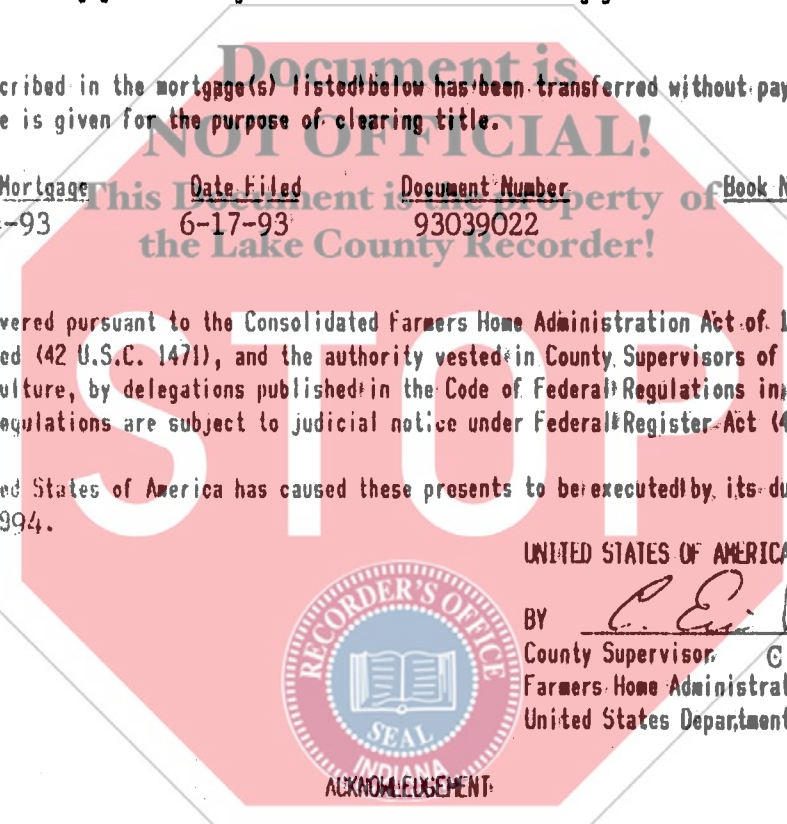 Document is
cribed in the mortgage(s) listed below has been transferred without pay
e is given for the purpose of clearing title.
NOT OFFICIAL!
Mortgage Date Filed Document Number Book N
This Document is the property of
-93 6-17-93 93039022
the Lake County Recorder!
vered pursuant to the Consolidated Farmers Home Administration Act of 1
ed (42 U.S.C. 1471), and the authority vested in County Supervisors of
ulture, by delegations published in the Code of Federal Regulations in
egulations are subject to judicial notice under Federal Register Act (4
STOP
ed States of America has caused these presents to be executed by its du
994.
UNITED STATES OF AMERICA
BY C.
County Supervisor C
Farmers Home Administrat
United States Department
RECORDER'S OFFICE
SEAL
INDIANA
ACKNOWLEDGEMENT